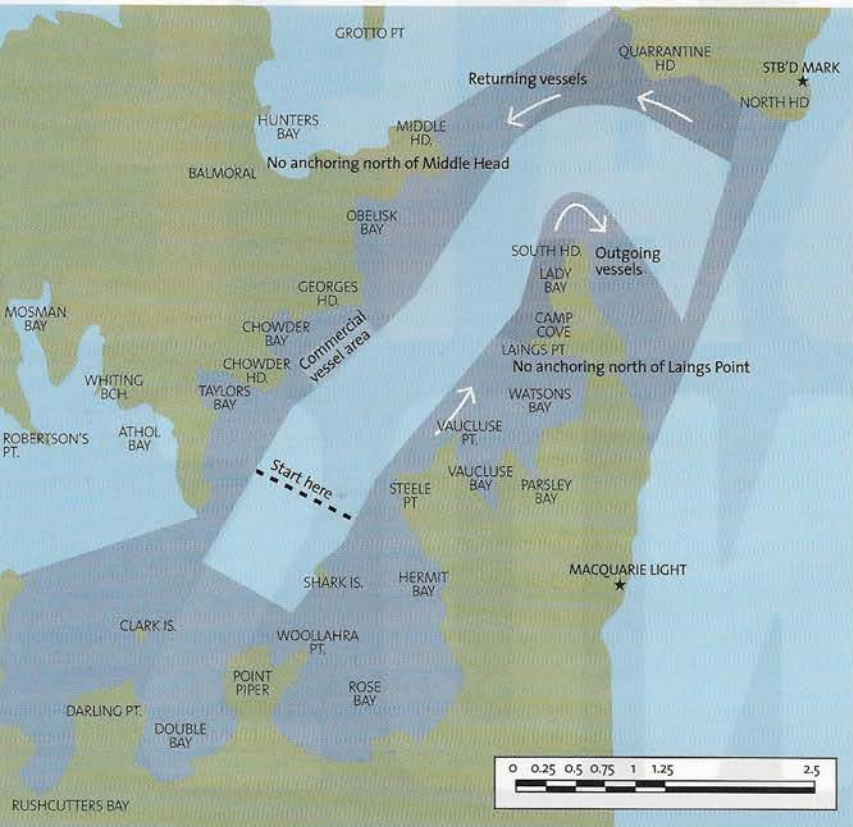 GROTTO PT
QUARRANTINE
HD
STB'D MARK
Returning vessels
NORTH HD
HUNTERS
BAY
MIDDLE
HD.
No anchoring north of Middle Head
BALMORAL
OBELISK
BAY
SOUTH HD.
Outgoing
vessels
LADY
BAY
GEORGES
HD.
MOSMAN
BAY
CHOWDER
BAY
Commercial
vessel area
CAMP
COVE
LAINGS PT
No anchoring north of Laings Point
CHOWDER
HD.
WHITING
BCH.
TAYLORS
BAY
WATSONS
BAY
ROBERTSON'S
PT.
ATHOL
BAY
VAUCLUSE
PT.
Start here
STEELE
PT
VAUCLUSE
BAY
PARSLEY
BAY
MACQUARIE LIGHT
SHARK IS.
HERMIT
BAY
CLARK IS.
WOOLLAHRA
PT.
POINT
PIPER
ROSE
BAY
DARLING PT.
DOUBLE
BAY
0 0.25 0.5 0.75 1 1.25 2.5
RUSHCUTTERS BAY